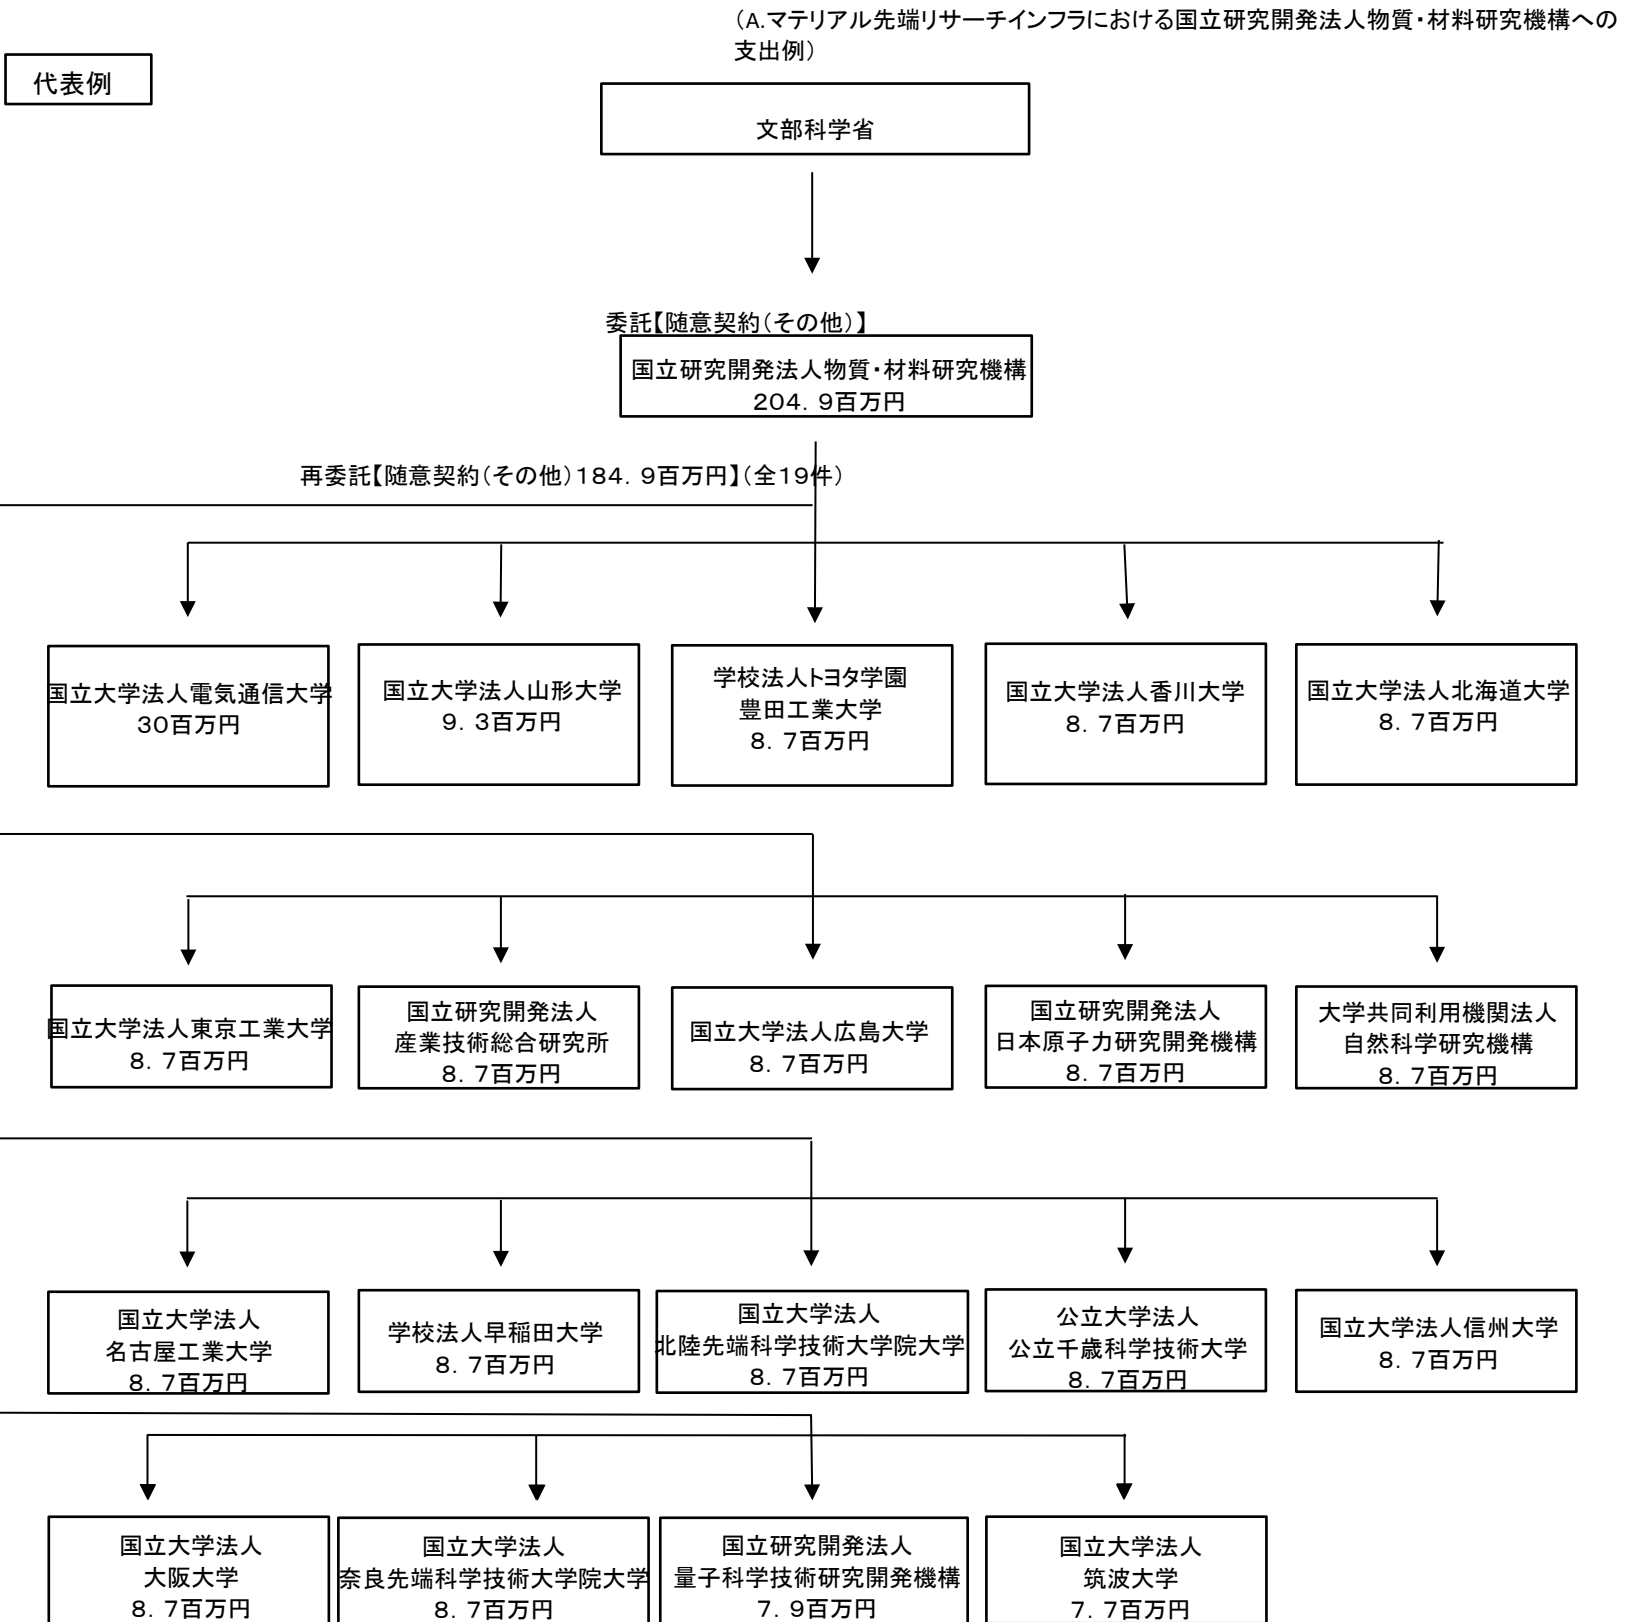 (A.マテリアル先端リサーチインフラにおける国立研究開発法人物質・材料研究機構への
支出例)
代表例
文部科学省
委託【随意契約(その他)】
国立研究開発法人物質・材料研究機構
204.9百万円
再委託【随意契約(その他)184.9百万円】(全19件)
国立大学法人電気通信大学
30百万円
国立大学法人山形大学
9.3百万円
学校法人トヨタ学園
豊田工業大学
8.7百万円
国立大学法人香川大学
8.7百万円
国立大学法人北海道大学
8.7百万円
国立大学法人東京工業大学
8.7百万円
国立研究開発法人
産業技術総合研究所
8.7百万円
国立大学法人広島大学
8.7百万円
国立研究開発法人
日本原子力研究開発機構
8.7百万円
大学共同利用機関法人
自然科学研究機構
8.7百万円
国立大学法人
名古屋工業大学
8.7百万円
学校法人早稲田大学
8.7百万円
国立大学法人
北陸先端科学技術大学院大学
8.7百万円
公立大学法人
公立千歳科学技術大学
8.7百万円
国立大学法人信州大学
8.7百万円
国立大学法人
大阪大学
8.7百万円
国立大学法人
奈良先端科学技術大学院大学
8.7百万円
国立研究開発法人
量子科学技術研究開発機構
7.9百万円
国立大学法人
筑波大学
7.7百万円